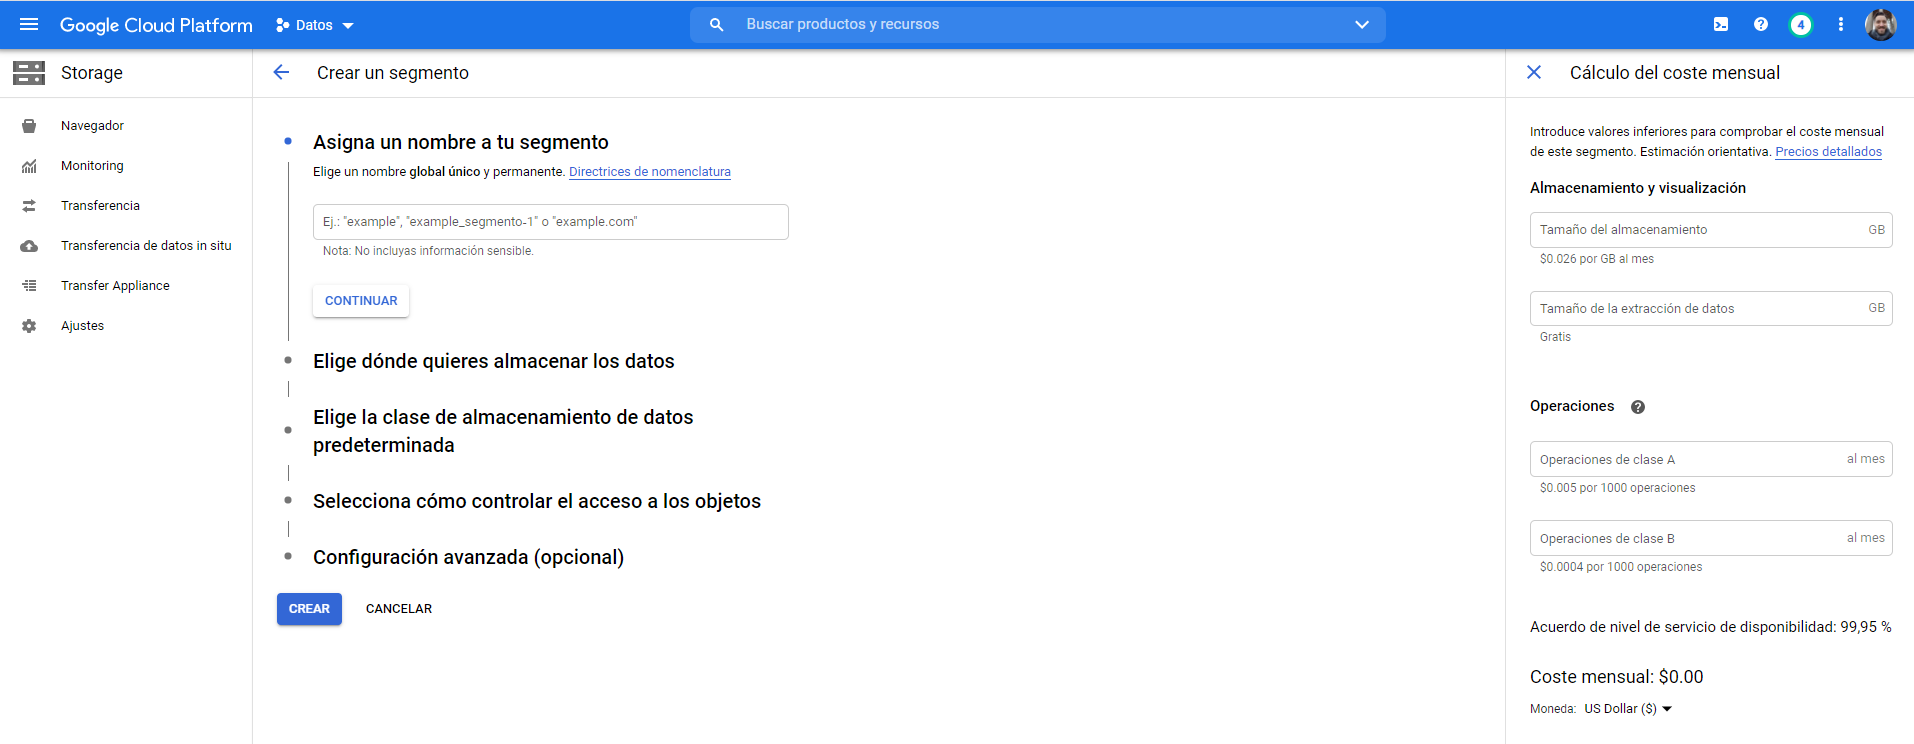 Google Cloud Platform
Datos
Buscar productos y recursos
4
Storage
Navegador
Monitoring
Transferencia
Transferencia de datos in situ
Transfer Appliance
Ajustes
Crear un segmento
Asigna un nombre a tu segmento
Elige un nombre global único y permanente. Directrices de nomenclatura
Ej.: "example", "example_segmento-1" o "example.com"
Nota: No incluyas información sensible.
CONTINUAR
Elige dónde quieres almacenar los datos
Elige la clase de almacenamiento de datos
predeterminada
Selecciona cómo controlar el acceso a los objetos
Configuración avanzada (opcional)
CREAR
CANCELAR
Cálculo del coste mensual
Introduce valores inferiores para comprobar el coste mensual
de este segmento. Estimación orientativa. Precios detallados
Almacenamiento y visualización
Tamaño del almacenamiento GB
$0.026 por GB al mes
Tamaño de la extracción de datos GB
Gratis
Operaciones
Operaciones de clase A al mes
$0.005 por 1000 operaciones
Operaciones de clase B al mes
$0.0004 por 1000 operaciones
Acuerdo de nivel de servicio de disponibilidad: 99,95 %
Coste mensual: $0.00
Moneda: US Dollar ($)